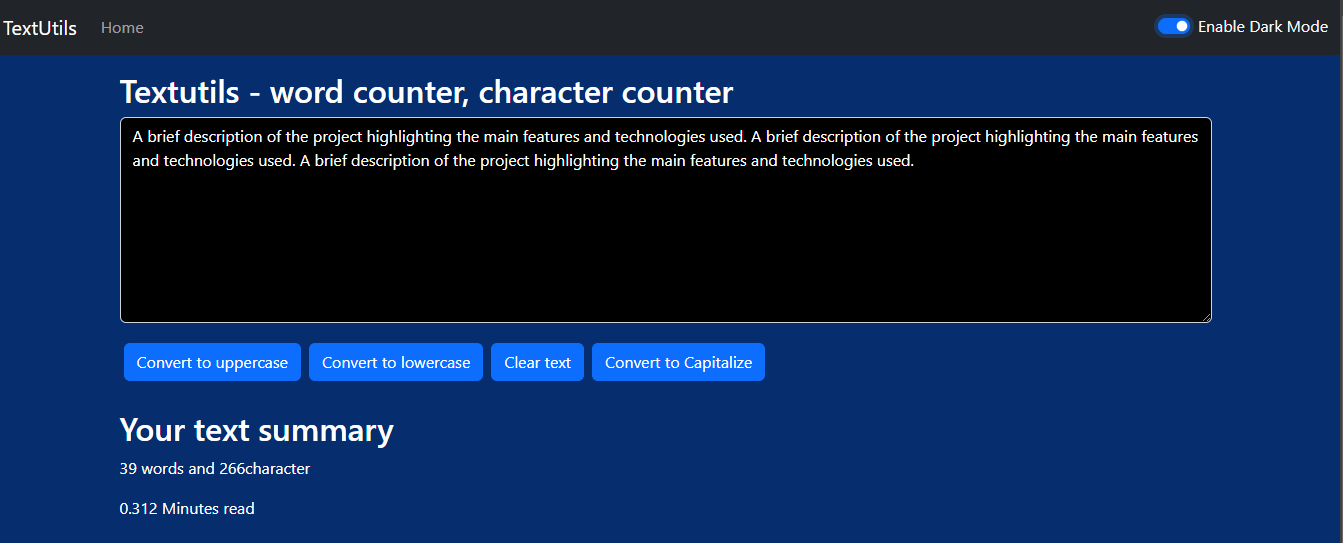 TextUtils Home Enable Dark Mode
Textutils - word counter, character counter
A brief description of the project highlighting the main features and technologies used. A brief description of the project highlighting the main features
and technologies used. A brief description of the project highlighting the main features and technologies used.
Convert to uppercase Convert to lowercase Clear text Convert to Capitalize
Your text summary
39 words and 266character
0.312 Minutes read